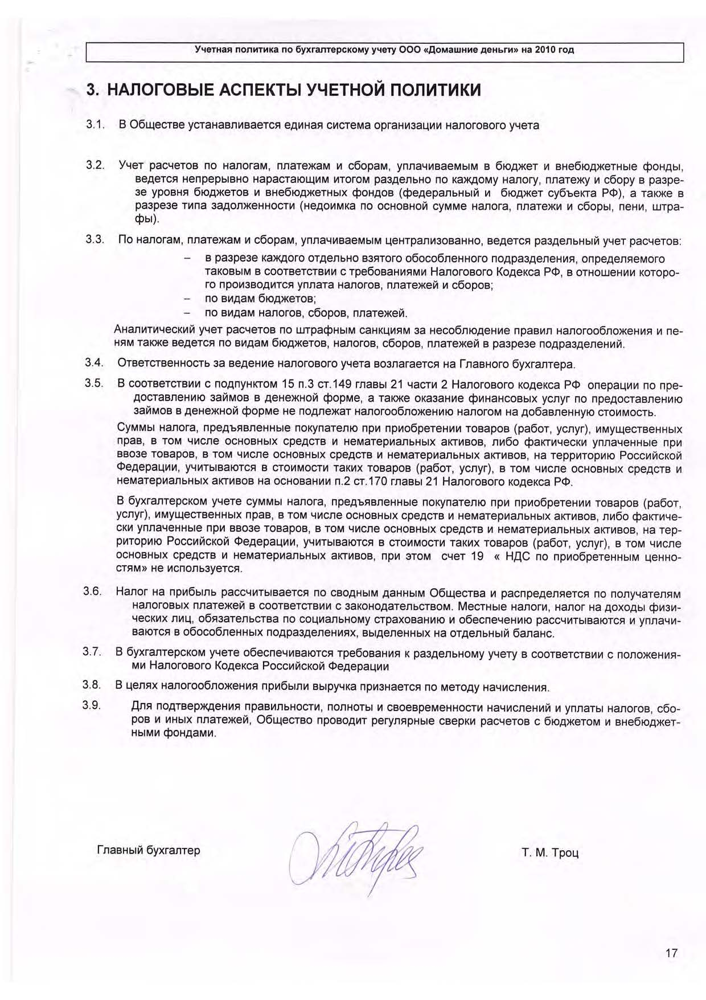 Учетная политика по бухгалтерскому учету ООО «Домашние деньги» на 2010 год
3. НАЛОГОВЫЕ АСПЕКТЫ УЧЕТНОЙ ПОЛИТИКИ
3.1. В Обществе устанавливается единая система организации налогового учета
3.2. Учет расчетов по налогам, платежам и сборам, уплачиваемым в бюджет и внебюджетные фонды,
ведется непрерывно нарастающим итогом раздельно по каждому налогу, платежу и сбору в разре-
зе уровня бюджетов и внебюджетных фондов (федеральный и бюджет субъекта РФ), а также в
разрезе типа задолженности (недоимка по основной сумме налога, платежи и сборы, пени, штра-
фы).
3.3. По налогам, платежам и сборам, уплачиваемым централизованно, ведется раздельный учет расчетов:
– в разрезе каждого отдельно взятого обособленного подразделения, определяемого
таковым в соответствии с требованиями Налогового Кодекса РФ, в отношении которо-
го производится уплата налогов, платежей и сборов;
– по видам бюджетов;
– по видам налогов, сборов, платежей.
Аналитический учет расчетов по штрафным санкциям за несоблюдение правил налогообложения и пе-
ням также ведется по видам бюджетов, налогов, сборов, платежей в разрезе подразделений.
3.4. Ответственность за ведение налогового учета возлагается на Главного бухгалтера.
3.5. В соответствии с подпунктом 15 п.3 ст.149 главы 21 части 2 Налогового кодекса РФ операции по пре-
доставлению займов в денежной форме, а также оказание финансовых услуг по предоставлению
займов в денежной форме не подлежат налогообложению налогом на добавленную стоимость.
Суммы налога, предъявленные покупателю при приобретении товаров (работ, услуг), имущественных
прав, в том числе основных средств и нематериальных активов, либо фактически уплаченные при
ввозе товаров, в том числе основных средств и нематериальных активов, на территорию Российской
Федерации, учитываются в стоимости таких товаров (работ, услуг), в том числе основных средств и
нематериальных активов на основании п.2 ст.170 главы 21 Налогового кодекса РФ.
В бухгалтерском учете суммы налога, предъявленные покупателю при приобретении товаров (работ,
услуг), имущественных прав, в том числе основных средств и нематериальных активов, либо фактиче-
ски уплаченные при ввозе товаров, в том числе основных средств и нематериальных активов, на тер-
риторию Российской Федерации, учитываются в стоимости таких товаров (работ, услуг), в том числе
основных средств и нематериальных активов, при этом счет 19 « НДС по приобретенным ценно-
стям» не используется.
3.6. Налог на прибыль рассчитывается по сводным данным Общества и распределяется по получателям
налоговых платежей в соответствии с законодательством. Местные налоги, налог на доходы физи-
ческих лиц, обязательства по социальному страхованию и обеспечению рассчитываются и уплачи-
ваются в обособленных подразделениях, выделенных на отдельный баланс.
3.7. В бухгалтерском учете обеспечиваются требования к раздельному учету в соответствии с положения-
ми Налогового Кодекса Российской Федерации
3.8. В целях налогообложения прибыли выручка признается по методу начисления.
3.9. Для подтверждения правильности, полноты и своевременности начислений и уплаты налогов, сбо-
ров и иных платежей, Общество проводит регулярные сверки расчетов с бюджетом и внебюджет-
ными фондами.
Главный бухгалтер
Т. М. Троц
17